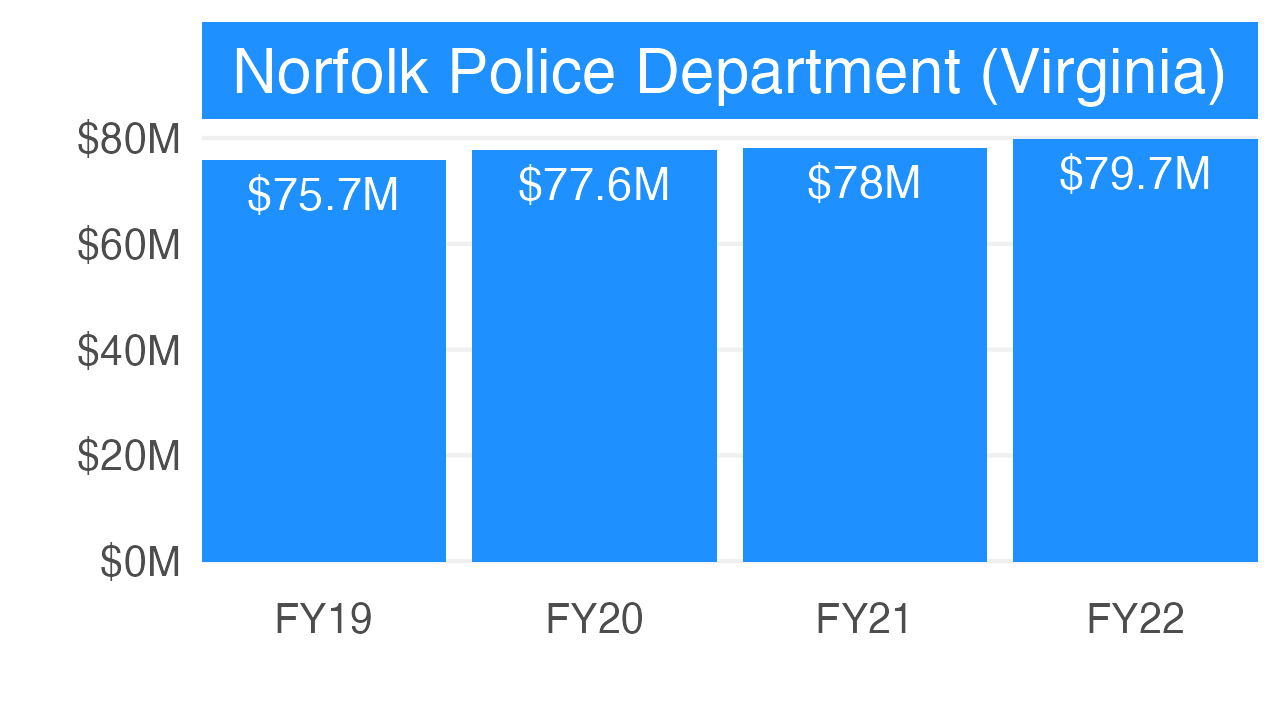 Norfolk Police Department (Virginia)
$80M
$75.7M
$77.6M
$78M
$79.7M
$60M
$40M
$20M
$0M
FY19
FY20
FY21
FY22